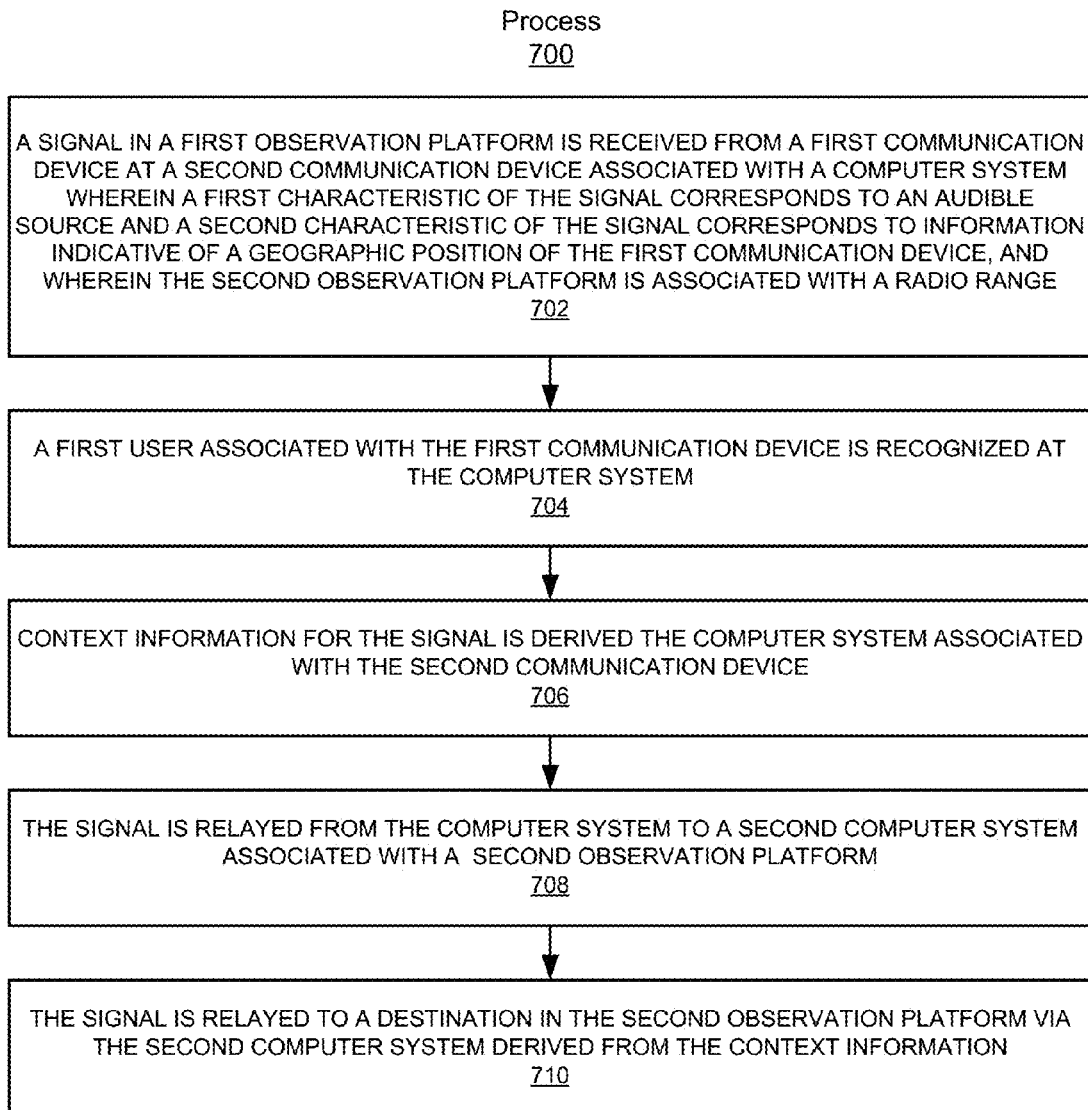 Process
700
A SIGNAL IN A FIRST OBSERVATION PLATFORM IS RECEIVED FROM A FIRST COMMUNICATION
DEVICE AT A SECOND COMMUNICATION DEVICE ASSOCIATED WITH A COMPUTER SYSTEM
WHEREIN A FIRST CHARACTERISTIC OF THE SIGNAL CORRESPONDS TO AN AUDIBLE
SOURCE AND A SECOND CHARACTERISTIC OF THE SIGNAL CORRESPONDS TO INFORMATION
INDICATIVE OF A GEOGRAPHIC POSITION OF THE FIRST COMMUNICATION DEVICE, AND
WHEREIN THE SECOND OBSERVATION PLATFORM IS ASSOCIATED WITH A RADIO RANGE
702
A FIRST USER ASSOCIATED WITH THE FIRST COMMUNICATION DEVICE IS RECOGNIZED AT
THE COMPUTER SYSTEM
704
CONTEXT INFORMATION FOR THE SIGNAL IS DERIVED THE COMPUTER SYSTEM ASSOCIATED
WITH THE SECOND COMMUNICATION DEVICE
706
THE SIGNAL IS RELAYED FROM THE COMPUTER SYSTEM TO A SECOND COMPUTER SYSTEM
ASSOCIATED WITH A SECOND OBSERVATION PLATFORM
708
THE SIGNAL IS RELAYED TO A DESTINATION IN THE SECOND OBSERVATION PLATFORM VIA
THE SECOND COMPUTER SYSTEM DERIVED FROM THE CONTEXT INFORMATION
710